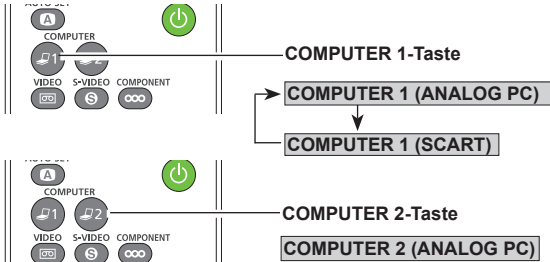 AUTO SET
A
COMPUTER
1 2
VIDEO S-VIDEO COMPONENT
S
COMPUTER 1-Taste
COMPUTER 1 (ANALOG PC)
COMPUTER 1 (SCART)
AUTO SET
A
COMPUTER
1 2
VIDEO S-VIDEO COMPONENT
S
COMPUTER 2-Taste
COMPUTER 2 (ANALOG PC)